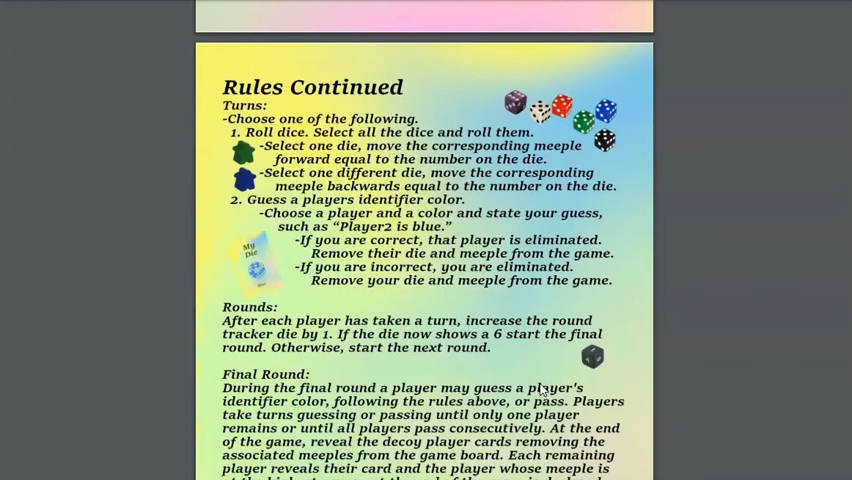 Rules Continued
Turns:
-Choose one of the following.
1. Roll dice. Select all the dice and roll them.
-Select one die, move the corresponding meeple
forward equal to the number on the die.
-Select one different die, move the corresponding
meeple backwards equal to the number on the die.
2. Guess a players identifier color.
-Choose a player and a color and state your guess,
such as “Player2 is blue.”
-If you are correct, that player is eliminated.
Remove their die and meeple from the game.
My
Die
-If you are incorrect, you are eliminated.
Remove your die and meeple from the game.
Rounds:
After each player has taken a turn, increase the round
tracker die by 1. If the die now shows a 6 start the final
round. Otherwise, start the next round.
Final Round:
During the final round a player may guess a player's
identifier color, following the rules above, or pass. Players
take turns guessing or passing until only one player
remains or until all players pass consecutively. At the end
of the game, reveal the decoy player cards removing the
associated meeples from the game board. Each remaining
player reveals their card and the player whose meeple is